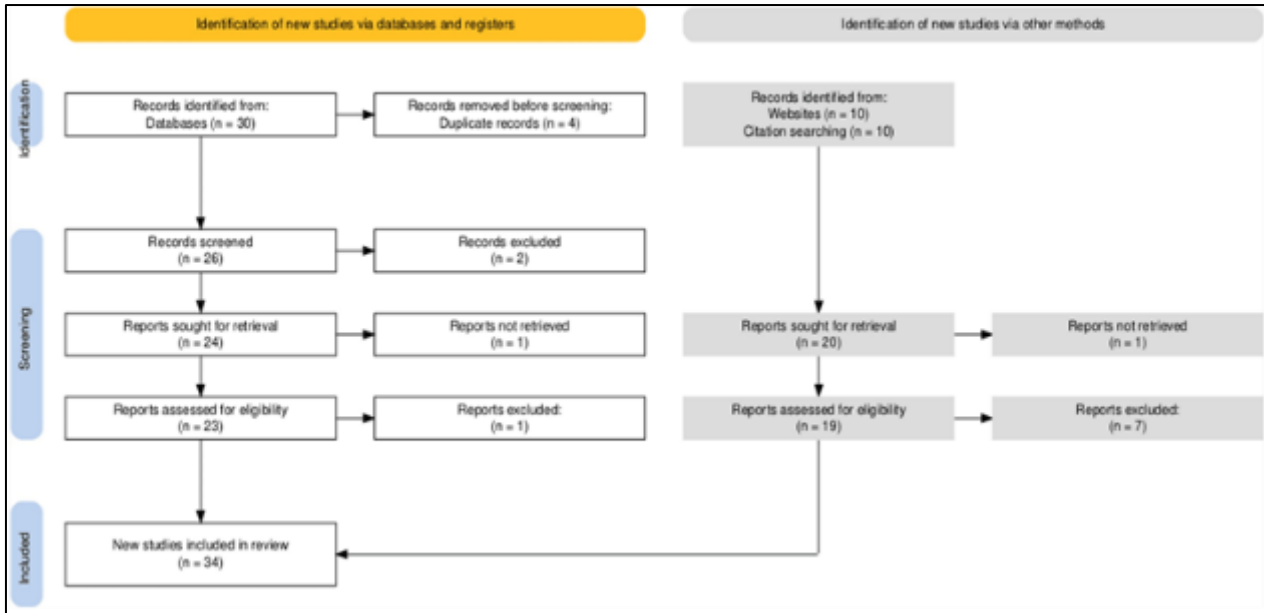 Identification of new studies via databases and registers
Identification of new studies via other methods
Identification
Records identified from:
Databases (n = 30)
Records removed before screening:
Duplicate records (n = 4)
Records identified from:
Websites (n = 10)
Citation searching (n = 10)
Screening
Records screened
(n = 26)
Records excluded
(n = 2)
Reports sought for retrieval
(n = 24)
Reports not retrieved
(n = 1)
Reports sought for retrieval
(n = 20)
Reports not retrieved
(n = 1)
Reports assessed for eligibility
(n = 23)
Reports excluded:
(n = 1)
Reports assessed for eligibility
(n = 19)
Reports excluded:
(n = 7)
Included
New studies included in review
(n = 34)